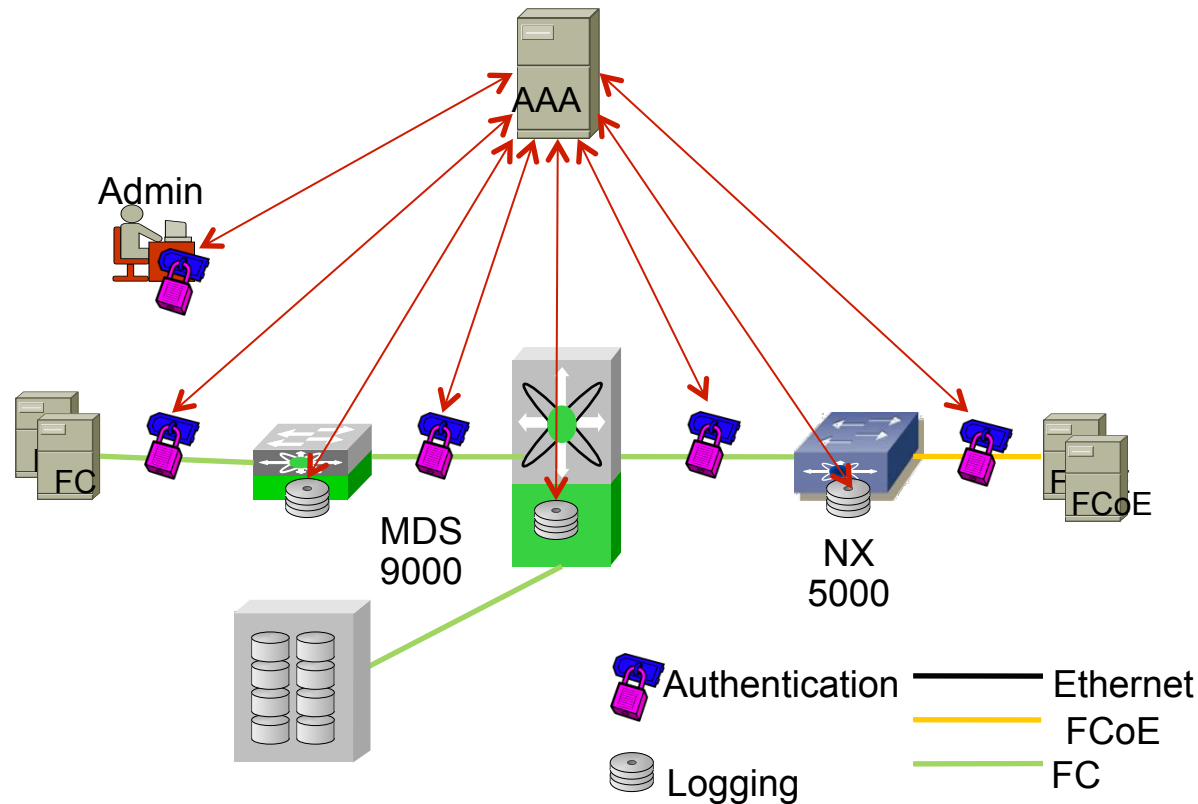 AAA
Admin
FC
FCoE
MDS
9000
NX
5000
Authentication
Logging
Ethernet
FCoE
FC